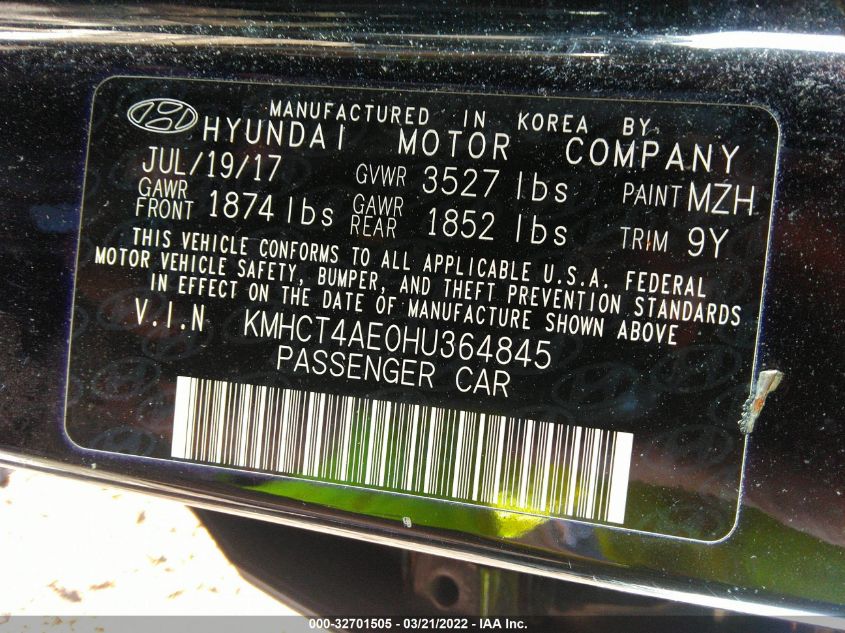 MANUFACTURED IN KOREA BY
HYUNDAI MOTOR COMPANY
JUL/19/17 GVWR 3527 lbs PAINT MZH
GAWR FRONT 1874 lbs GAWR REAR 1852 lbs TRIM 9Y
THIS VEHICLE CONFORMS TO ALL APPLICABLE U.S.A. FEDERAL
MOTOR VEHICLE SAFETY, BUMPER, AND THEFT PREVENTION STANDARDS
IN EFFECT ON THE DATE OF MANUFACTURE SHOWN ABOVE
V.I.N KMHCT4AE0HU364845
PASSENGER CAR
000-32701505 - 03/21/2022 - IAA Inc.